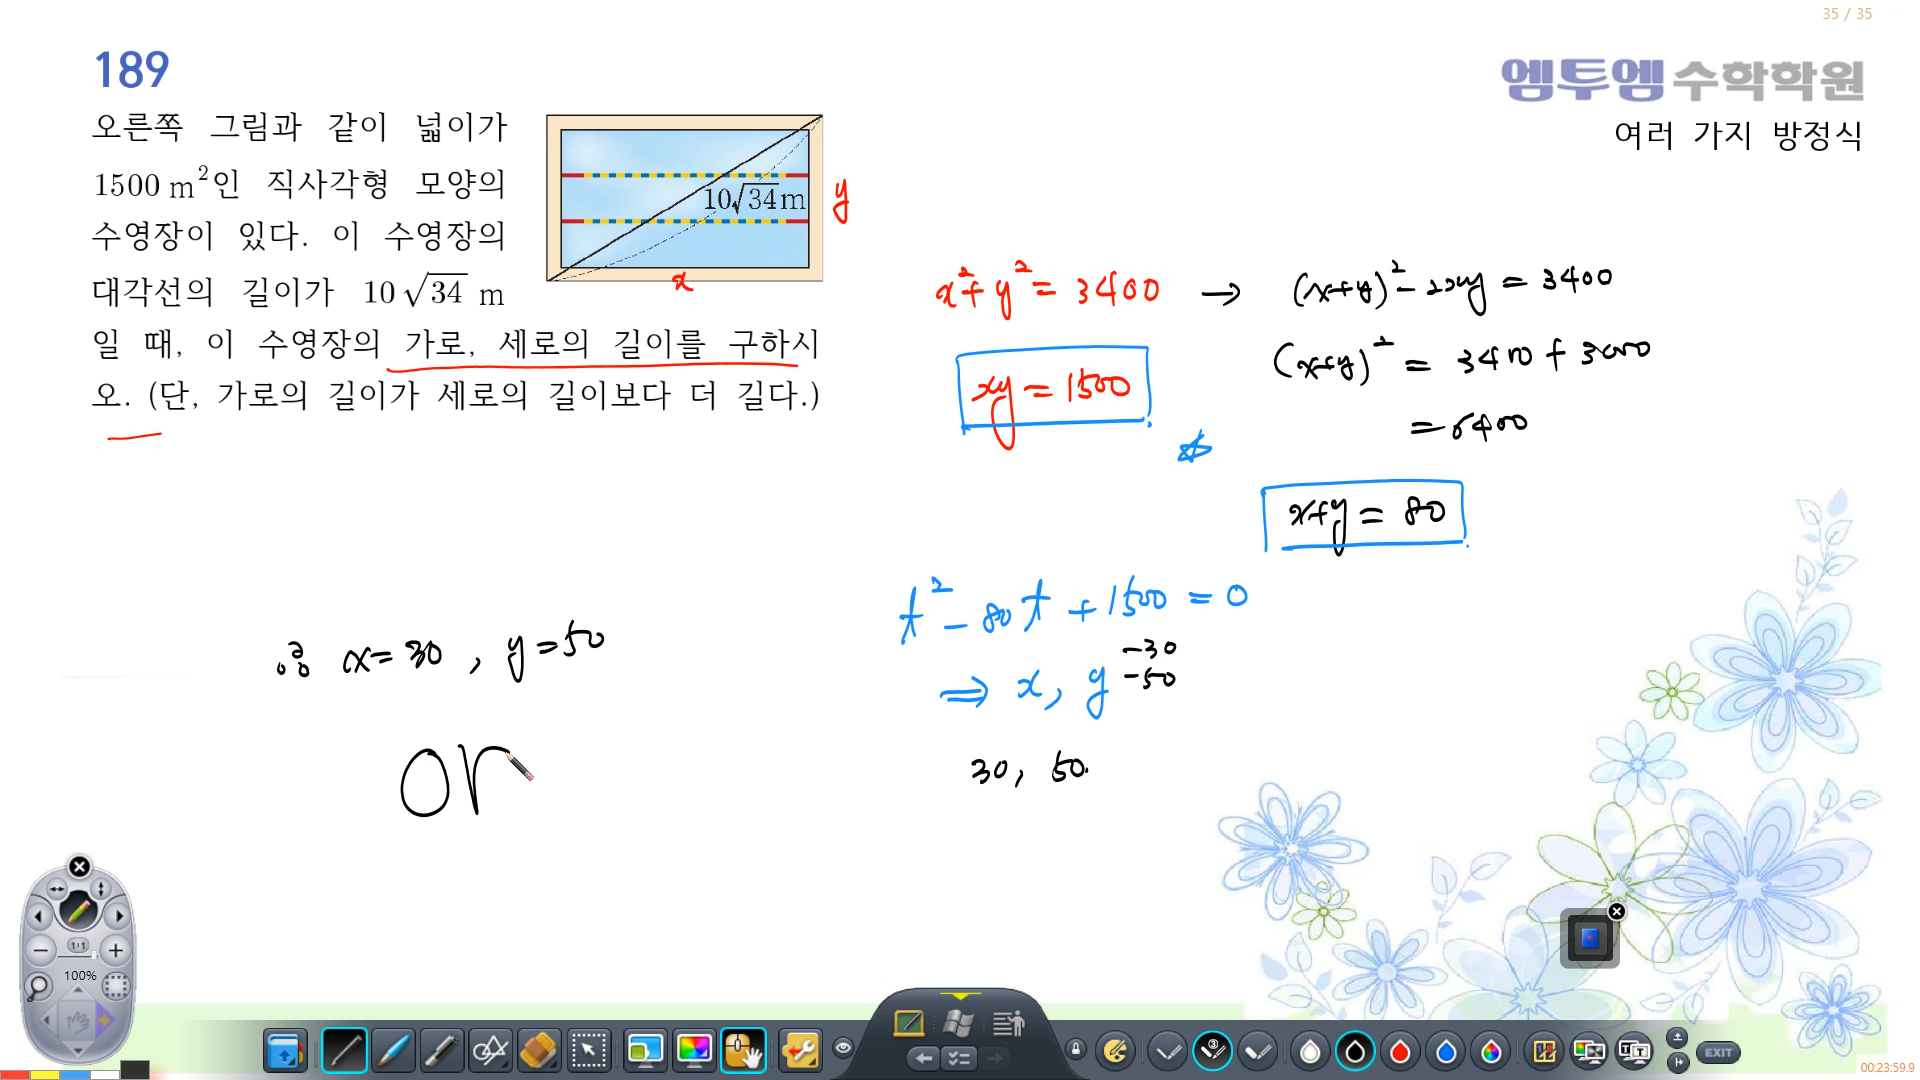 35 / 35
189
엠투엠수학학원
여러 가지 방정식
오른쪽 그림과 같이 넓이가
1500 m²인 직사각형 모양의
수영장이 있다. 이 수영장의
대각선의 길이가 10√34 m
일 때, 이 수영장의 가로, 세로의 길이를 구하시
오. (단, 가로의 길이가 세로의 길이보다 더 길다.)
10√34 m
y
x
x²+y²=3400 → (x+y)²-2xy=3400
xy=1500
(x+y)²=3400+3000
=6400
x+y=80
t²-80t+1500=0
-30
⇒ x, y
-50
30, 50.
∴ x=30, y=50
or
100%
1:1
EXIT
00:23:59.9